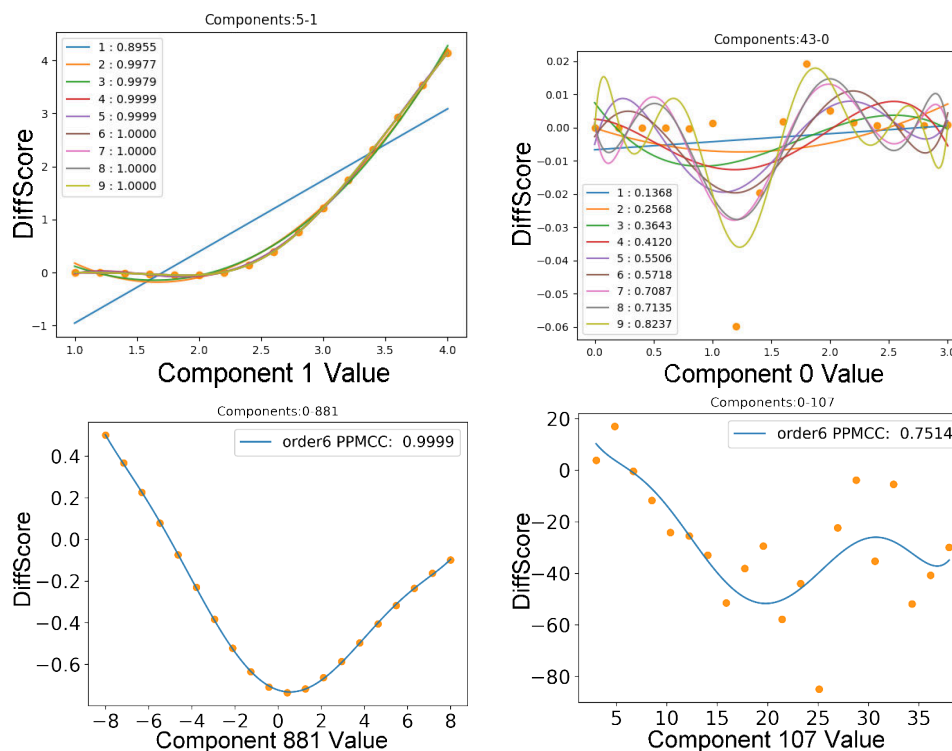 Components:5-1
DiffScore
4
3
2
1
0
−1
1 : 0.8955
2 : 0.9977
3 : 0.9979
4 : 0.9999
5 : 0.9999
6 : 1.0000
7 : 1.0000
8 : 1.0000
9 : 1.0000
1.0 1.5 2.0 2.5 3.0 3.5 4.0
Component 1 Value
Components:43-0
DiffScore
0.02
0.01
0.00
−0.01
−0.02
−0.03
−0.04
−0.05
−0.06
1 : 0.1368
2 : 0.2568
3 : 0.3643
4 : 0.4120
5 : 0.5506
6 : 0.5718
7 : 0.7087
8 : 0.7135
9 : 0.8237
0.0 0.5 1.0 1.5 2.0 2.5 3.0
Component 0 Value
Components:0-881
order6 PPMCC: 0.9999
DiffScore
0.4
0.2
0.0
−0.2
−0.4
−0.6
−8 −6 −4 −2 0 2 4 6 8
Component 881 Value
Components:0-107
order6 PPMCC: 0.7514
DiffScore
20
0
−20
−40
−60
−80
5 10 15 20 25 30 35
Component 107 Value